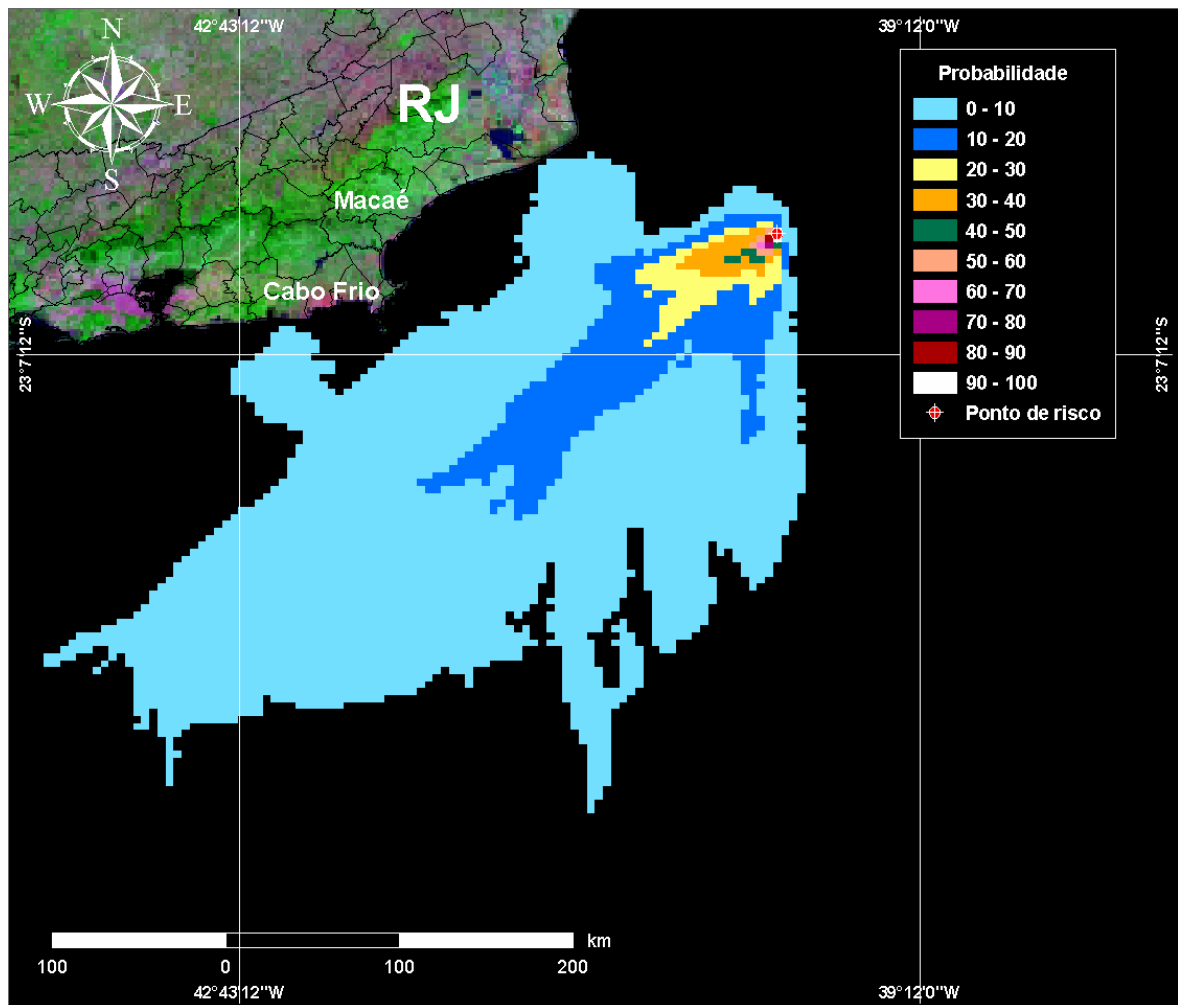 42°43'12"W
39°12'0"W
N
W
E
S
RJ
Macaé
Cabo Frio
Probabilidade
0 - 10
10 - 20
20 - 30
30 - 40
40 - 50
50 - 60
60 - 70
70 - 80
80 - 90
90 - 100
Ponto de risco
23°7'12"S
23°7'12"S
km
100
0
100
200
42°43'12"W
39°12'0"W